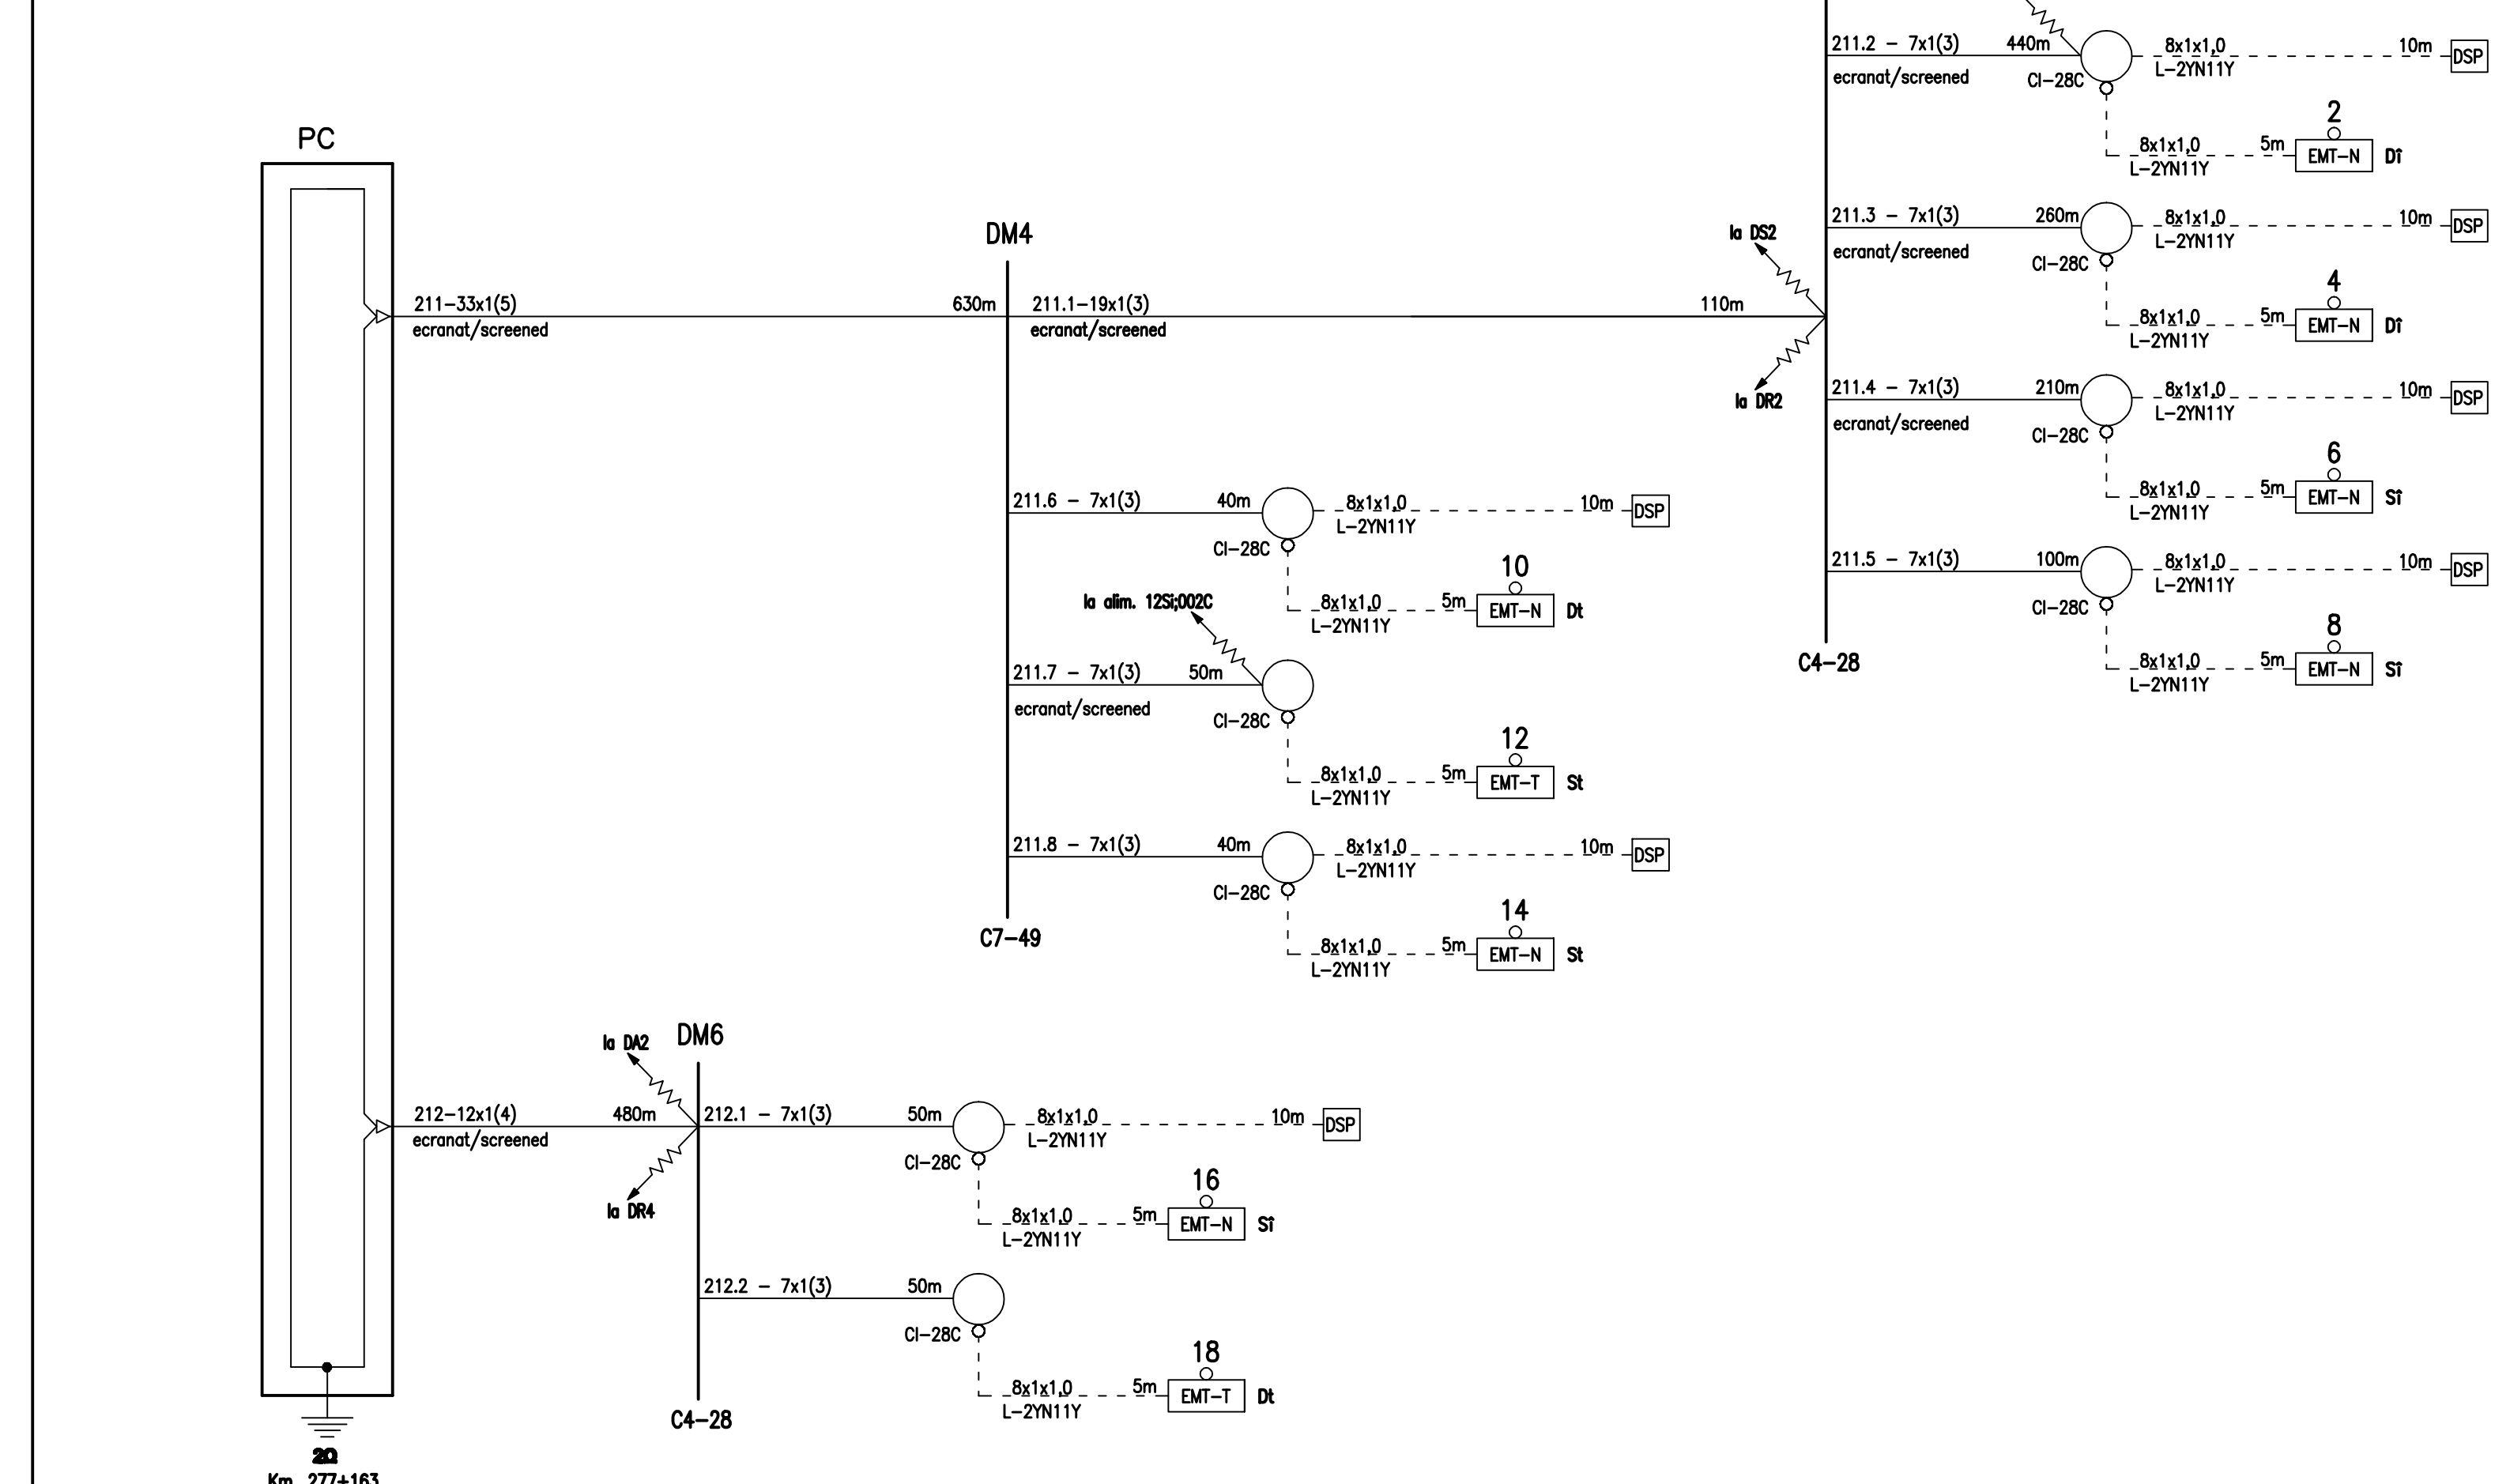 211.2 - 7x1(3) 440m
ecranat/screened
CI-28C
8x1x1,0
L-2YN11Y
10m
DSP
2
8x1x1,0
L-2YN11Y
5m
EMT-N
Dî
PC
211-33x1(5)
ecranat/screened
630m
DM4
211.1-19x1(3)
ecranat/screened
110m
la DS2
la DR2
211.3 - 7x1(3) 260m
ecranat/screened
CI-28C
8x1x1,0
L-2YN11Y
10m
DSP
4
8x1x1,0
L-2YN11Y
5m
EMT-N
Dî
211.4 - 7x1(3) 210m
ecranat/screened
CI-28C
8x1x1,0
L-2YN11Y
10m
DSP
6
8x1x1,0
L-2YN11Y
5m
EMT-N
Sî
211.5 - 7x1(3) 100m
CI-28C
8x1x1,0
L-2YN11Y
10m
DSP
8
8x1x1,0
L-2YN11Y
5m
EMT-N
Sî
C4-28
211.6 - 7x1(3) 40m
CI-28C
8x1x1,0
L-2YN11Y
10m
DSP
10
8x1x1,0
L-2YN11Y
5m
EMT-N
Dt
la alim. 12Si;002C
211.7 - 7x1(3) 50m
ecranat/screened
CI-28C
12
8x1x1,0
L-2YN11Y
5m
EMT-T
St
211.8 - 7x1(3) 40m
CI-28C
8x1x1,0
L-2YN11Y
10m
DSP
14
8x1x1,0
L-2YN11Y
5m
EMT-N
St
C7-49
212-12x1(4)
ecranat/screened
480m
la DA2
la DR4
DM6
212.1 - 7x1(3) 50m
CI-28C
8x1x1,0
L-2YN11Y
10m
DSP
16
8x1x1,0
L-2YN11Y
5m
EMT-N
Sî
212.2 - 7x1(3) 50m
CI-28C
18
8x1x1,0
L-2YN11Y
5m
EMT-T
Dt
C4-28
2Ω
Km. 277+163